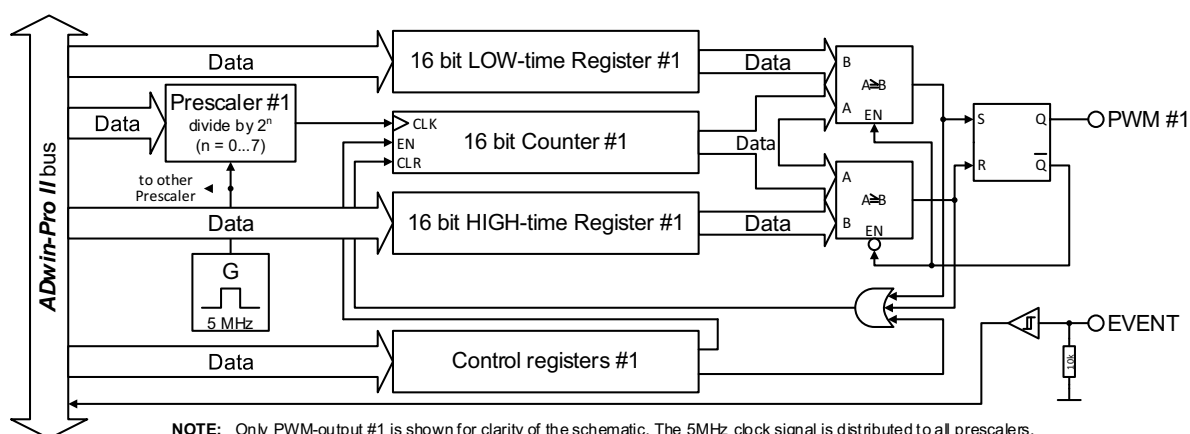 ADwin-Pro II bus
Data
16 bit LOW-time Register #1
Data
B
A≥B
A
EN
Data
Prescaler #1
divide by 2n
(n = 0...7)
CLK
EN
CLR
16 bit Counter #1
Data
S
Q
R
Q
PWM #1
to other
Prescaler
A
A≥B
B
EN
Data
16 bit HIGH-time Register #1
Data
G
5 MHz
Data
Control registers #1
EVENT
10k
NOTE: Only PWM-output #1 is shown for clarity of the schematic. The 5MHz clock signal is distributed to all prescalers.